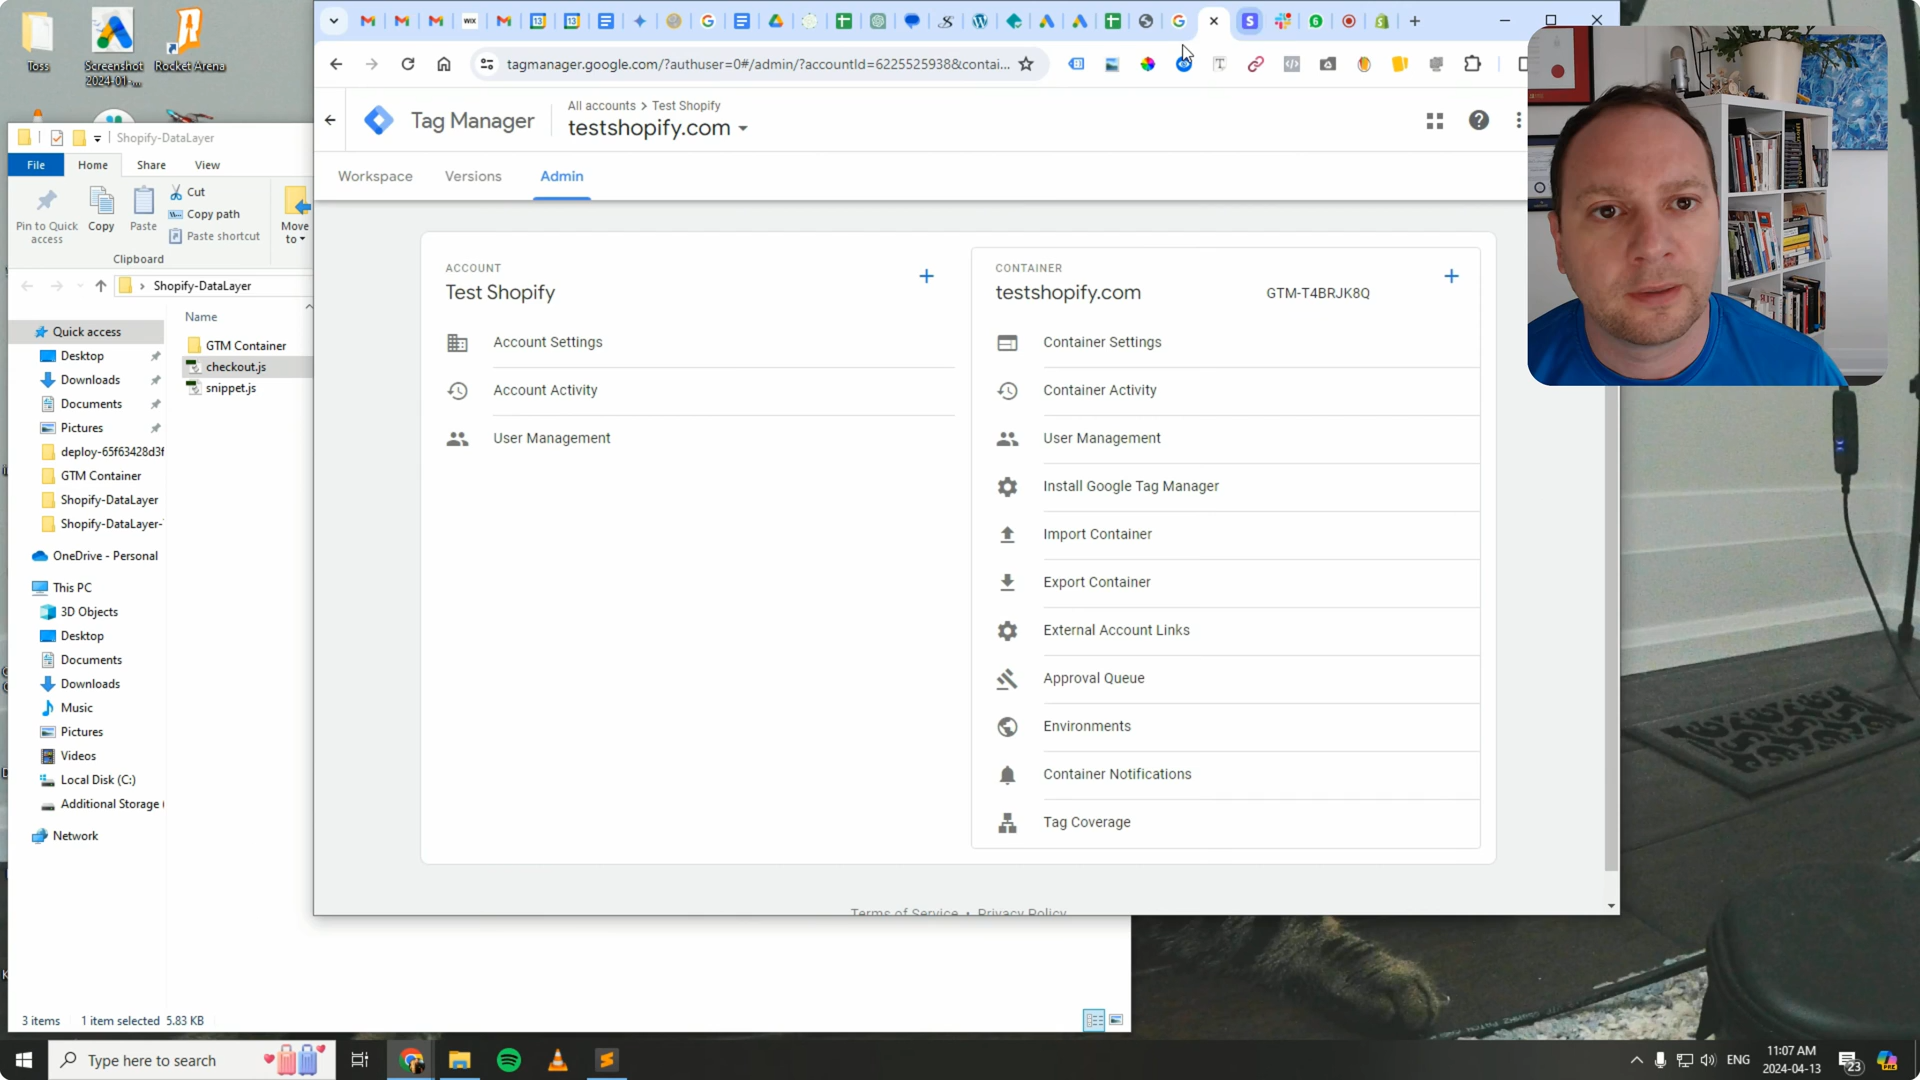 Toss
Screenshot
2024-01-...
Rocket Arena
Shopify-DataLayer
File
Home
Share
View
Pin to Quick
access
Copy
Paste
Cut
Copy path
Paste shortcut
Move
to
Clipboard
Shopify-DataLayer
Name
Quick access
Desktop
Downloads
Documents
Pictures
deploy-65f63428d3f
GTM Container
Shopify-DataLayer
Shopify-DataLayer-
OneDrive - Personal
This PC
3D Objects
Desktop
Documents
Downloads
Music
Pictures
Videos
Local Disk (C:)
Additional Storage (
Network
GTM Container
checkout.js
snippet.js
3 items
1 item selected 5.83 KB
WIX
13
13
S
6
tagmanager.google.com/?authuser=0#/admin/?accountId=6225525938&contai...
Tag Manager
All accounts > Test Shopify
testshopify.com
Workspace
Versions
Admin
ACCOUNT
Test Shopify
Account Settings
Account Activity
User Management
CONTAINER
testshopify.com
GTM-T4BRJK8Q
Container Settings
Container Activity
User Management
Install Google Tag Manager
Import Container
Export Container
External Account Links
Approval Queue
Environments
Container Notifications
Tag Coverage
Terms of Service • Privacy Policy
Type here to search
ENG
11:07 AM
2024-04-13
23
PRE